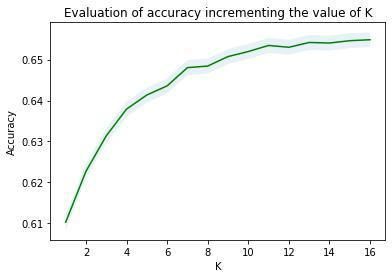 Evaluation of accuracy incrementing the value of K
0.65
0.64
0.63
0.62
0.61
Accuracy
2 4 6 8 10 12 14 16
K